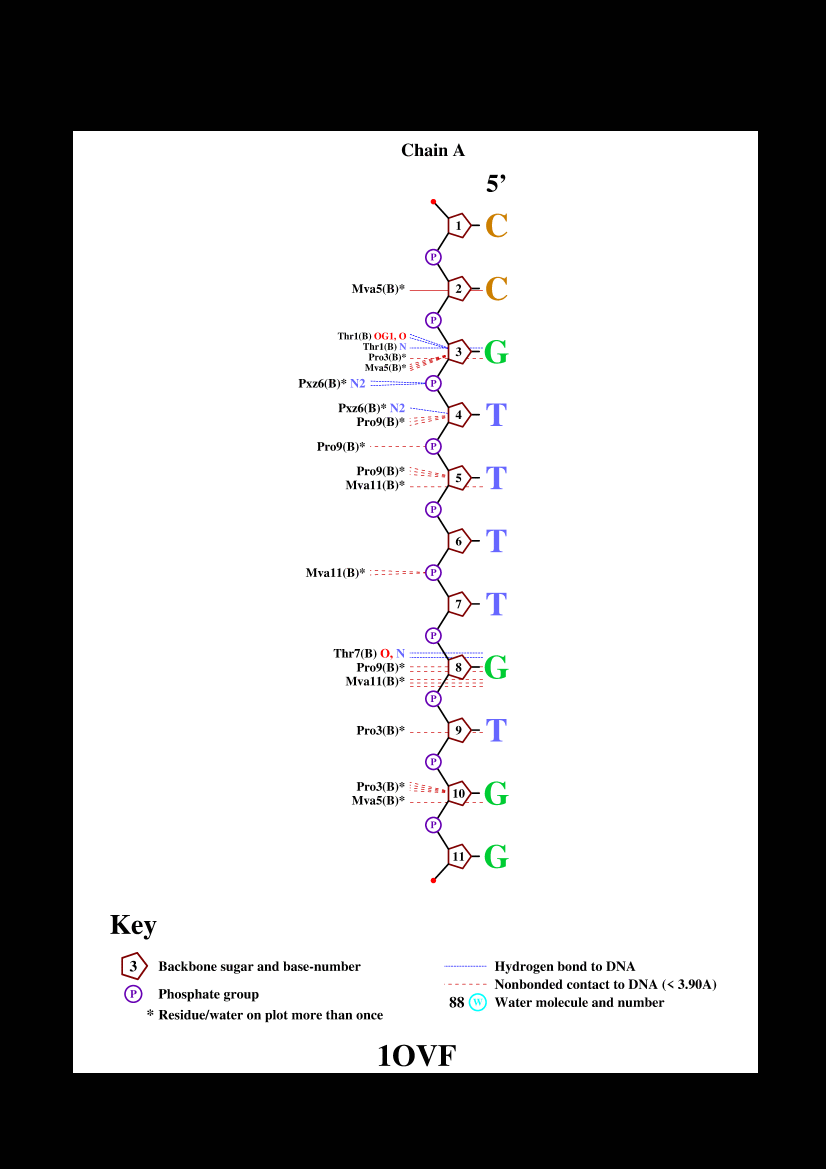 Chain A
5’
1 C
P
Mva5(B)* 2 C
P
Thr1(B) OG1, O
Thr1(B) N
3 G
Pro3(B)*
Mva5(B)*
Pxz6(B)* N2 P
Pxz6(B)* N2
4 T
Pro9(B)*
Pro9(B)* P
Pro9(B)*
5 T
Mva11(B)*
P
6 T
Mva11(B)* P
7 T
P
Thr7(B) O, N
Pro9(B)* 8 G
Mva11(B)*
P
Pro3(B)* 9 T
P
Pro3(B)*
10 G
Mva5(B)*
P
11 G
Key
3 Backbone sugar and base-number
P Phosphate group
* Residue/water on plot more than once
Hydrogen bond to DNA
Nonbonded contact to DNA (< 3.90A)
88 W Water molecule and number
1OVF